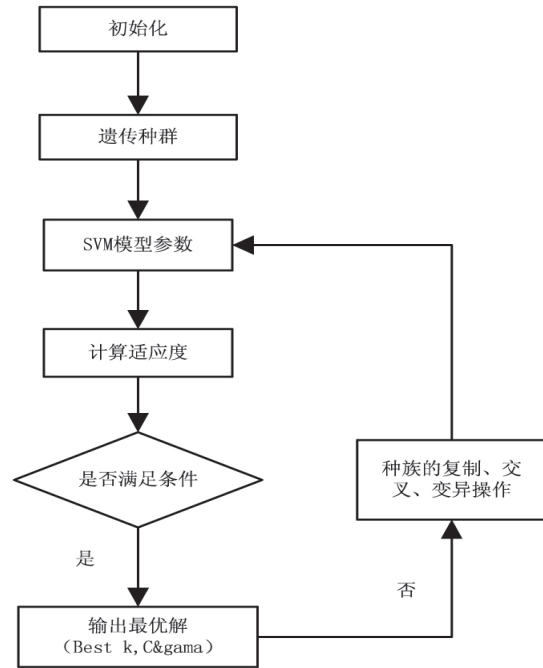 初始化
遗传种群
SVM模型参数
计算适应度
是否满足条件
种族的复制、交
叉、变异操作
是
否
输出最优解
（Best k,C&gama）